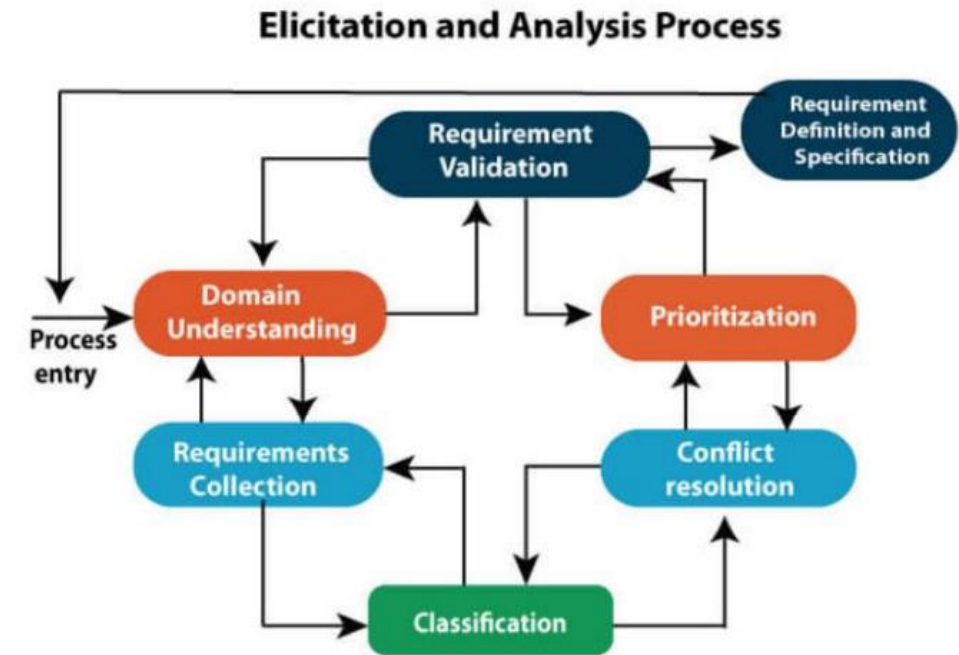 Elicitation and Analysis Process
Requirement
Definition and
Specification
Requirement
Validation
Domain
Understanding
Prioritization
Process
entry
Requirements
Collection
Conflict
resolution
Classification